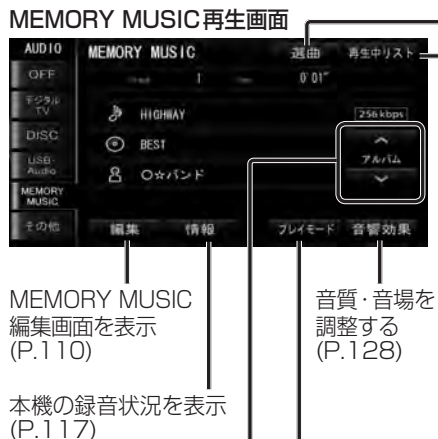 MEMORY MUSIC再生画面
AUDIO
MEMORY MUSIC
選曲
再生中リスト
OFF
1
0'01"
デジタル
TV
HIGHWAY
256 kbps
DISC
BEST
アルバム
USB・
Audio
○☆バンド
MEMORY
MUSIC
その他
編集
情報
プレイモード
音響効果
MEMORY MUSIC
編集画面を表示
(P.110)
音質・音場を
調整する
(P.128)
本機の録音状況を表示
(P.117)